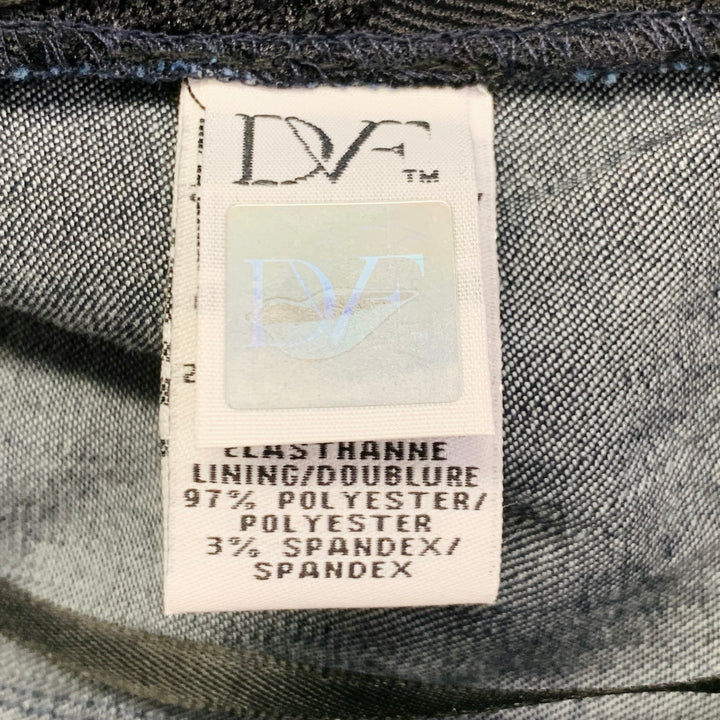 DVF™
DVF
ELASTHANNE
LINING/DOUBLURE
97% POLYESTER/
POLYESTER
3% SPANDEX/
SPANDEX